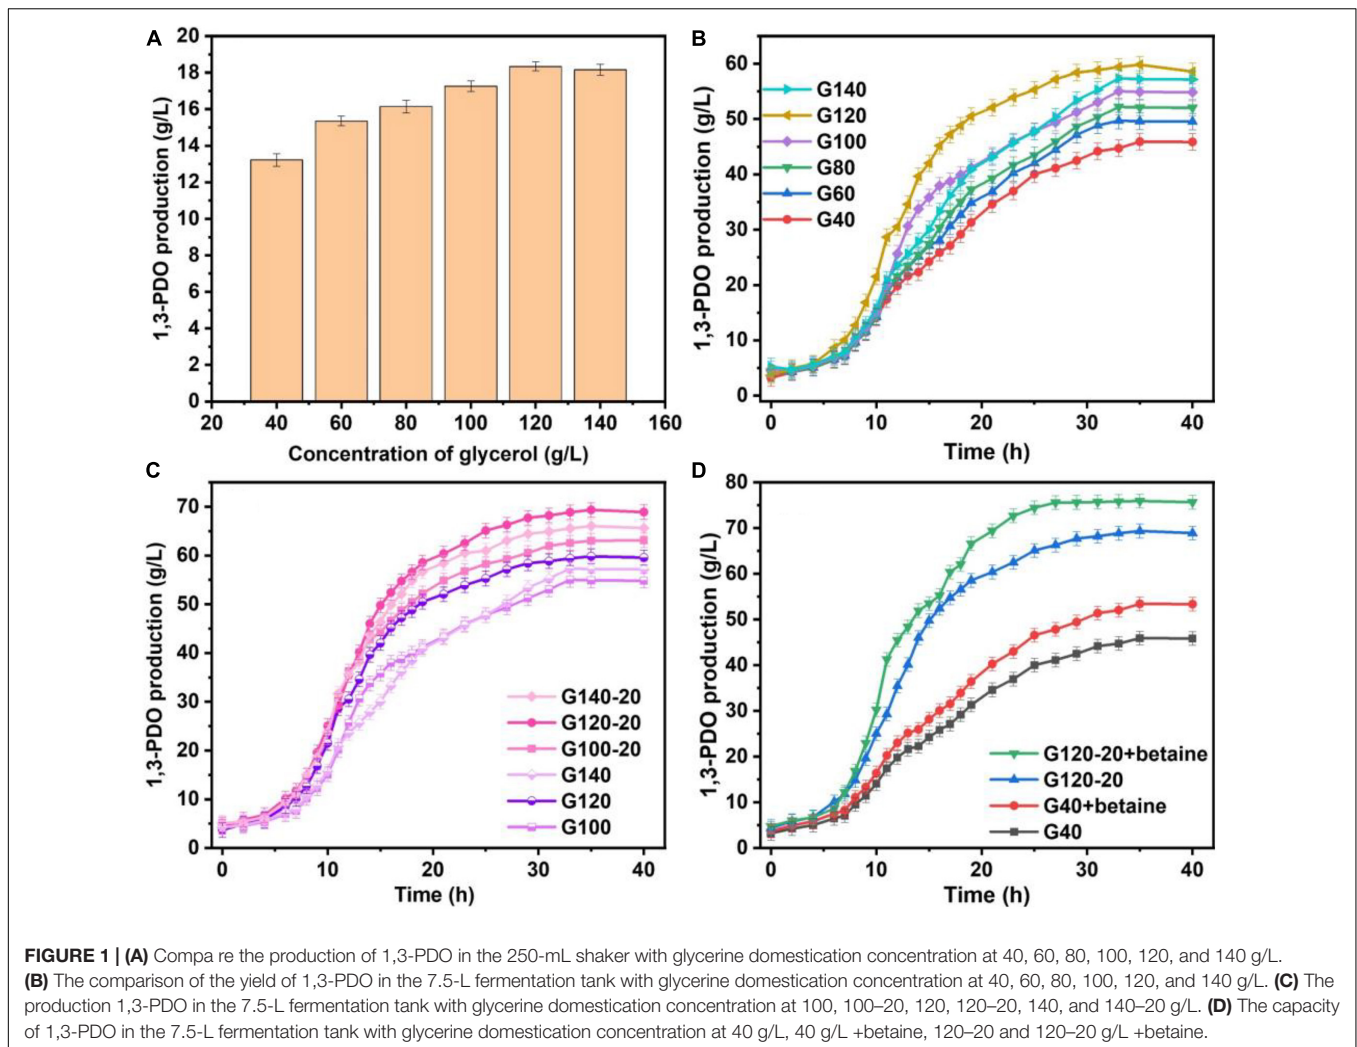 A
20
18
16
14
12
10
8
6
4
2
0
20 40 60 80 100 120 140 160
1,3-PDO production (g/L)
Concentration of glycerol (g/L)
B
60
50
40
30
20
10
0
0 10 20 30 40
1,3-PDO production (g/L)
Time (h)
G140
G120
G100
G80
G60
G40
C
70
60
50
40
30
20
10
0
0 10 20 30 40
1,3-PDO production (g/L)
Time (h)
G140-20
G120-20
G100-20
G140
G120
G100
D
80
70
60
50
40
30
20
10
0
0 10 20 30 40
1,3-PDO production (g/L)
Time (h)
G120-20+betaine
G120-20
G40+betaine
G40
FIGURE 1 | (A) Compa re the production of 1,3-PDO in the 250-mL shaker with glycerine domestication concentration at 40, 60, 80, 100, 120, and 140 g/L.
(B) The comparison of the yield of 1,3-PDO in the 7.5-L fermentation tank with glycerine domestication concentration at 40, 60, 80, 100, 120, and 140 g/L. (C) The
production 1,3-PDO in the 7.5-L fermentation tank with glycerine domestication concentration at 100, 100–20, 120, 120–20, 140, and 140–20 g/L. (D) The capacity
of 1,3-PDO in the 7.5-L fermentation tank with glycerine domestication concentration at 40 g/L, 40 g/L +betaine, 120–20 and 120–20 g/L +betaine.